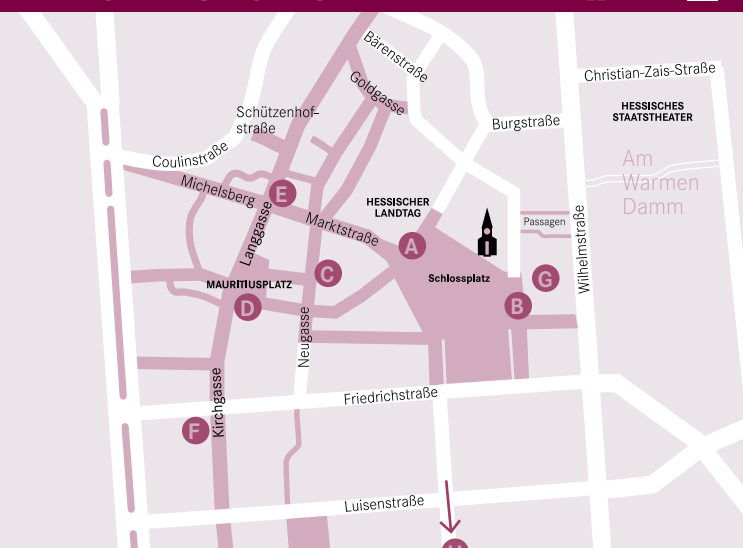 Bärenstraße
Christian-Zais-Straße
Goldgasse
HESSISCHES
STAATSTHEATER
Schützenhof-
straße
Burgstraße
Coulinstraße
Am
Warmen
Damm
Michelsberg
E
HESSISCHER
LANDTAG
Langgasse
Marktstraße
Passagen
Wilhelmstraße
A
C
Schlossplatz
G
MAURITIUSPLATZ
D
B
Neugasse
Friedrichstraße
Kirchgasse
F
Luisenstraße